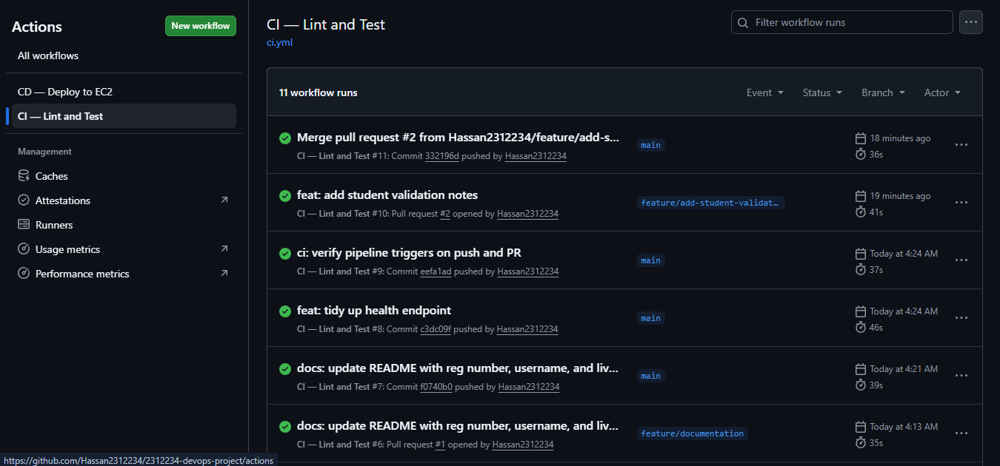 Actions
New workflow
All workflows
CD — Deploy to EC2
CI — Lint and Test
Management
Caches
Attestations
Runners
Usage metrics
Performance metrics
CI — Lint and Test
ci.yml
Filter workflow runs
11 workflow runs
Event
Status
Branch
Actor
Merge pull request #2 from Hassan2312234/feature/add-s...
main
18 minutes ago
CI — Lint and Test #11: Commit 332196d pushed by Hassan2312234
36s
feat: add student validation notes
feature/add-student-validat…
19 minutes ago
CI — Lint and Test #10: Pull request #2 opened by Hassan2312234
41s
ci: verify pipeline triggers on push and PR
main
Today at 4:24 AM
CI — Lint and Test #9: Commit eefa1ad pushed by Hassan2312234
37s
feat: tidy up health endpoint
main
Today at 4:24 AM
CI — Lint and Test #8: Commit c3dc09f pushed by Hassan2312234
46s
docs: update README with reg number, username, and liv...
main
Today at 4:21 AM
CI — Lint and Test #7: Commit f0740b0 pushed by Hassan2312234
39s
docs: update README with reg number, username, and liv...
feature/documentation
Today at 4:13 AM
CI — Lint and Test #6: Pull request #1 opened by Hassan2312234
35s
https://github.com/Hassan2312234/2312234-devops-project/actions